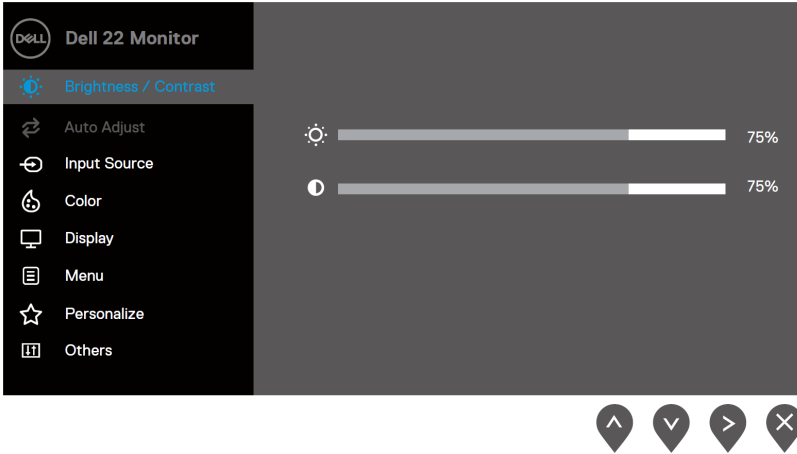 DELL
Dell 22 Monitor
Brightness / Contrast
Auto Adjust
Input Source
Color
Display
Menu
Personalize
Others
75%
75%